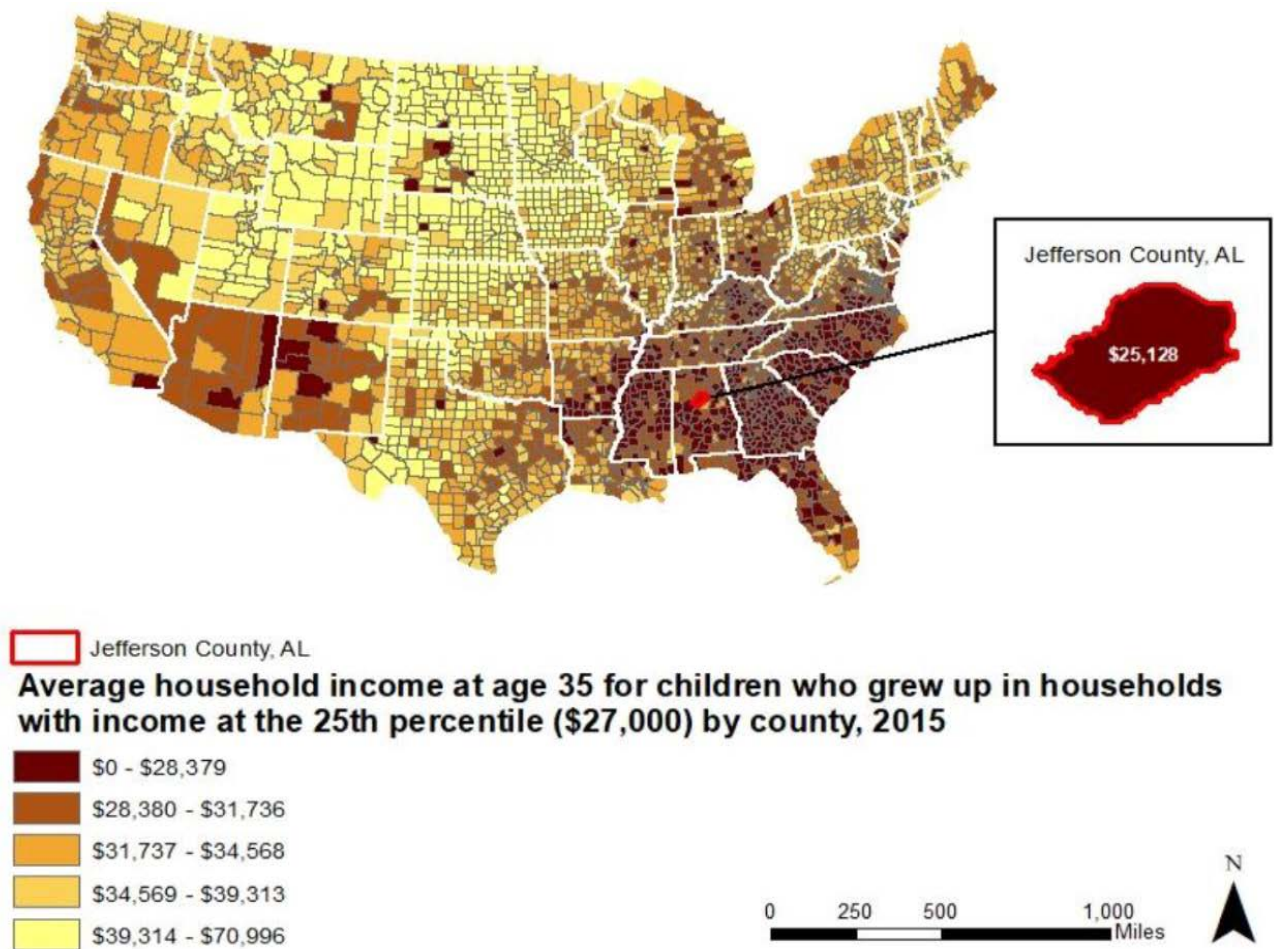 Jefferson County, AL
$25,128
Jefferson County, AL
Average household income at age 35 for children who grew up in households
with income at the 25th percentile ($27,000) by county, 2015
$0 - $28,379
$28,380 - $31,736
$31,737 - $34,568
$34,569 - $39,313
$39,314 - $70,996
0 250 500 1,000
Miles
N